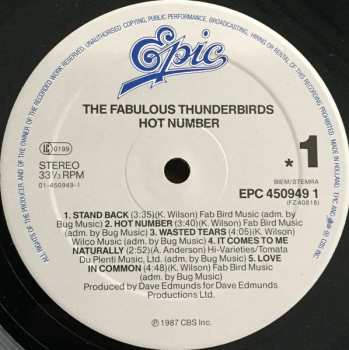 ALL RIGHTS OF THE PRODUCER AND OF THE OWNER OF THE RECORDED WORK RESERVED. UNAUTHORISED COPYING, PUBLIC PERFORMANCE, BROADCASTING, HIRING OR RENTAL OF THIS RECORDING PROHIBITED. MADE IN HOLLAND.
Epic
THE FABULOUS THUNDERBIRDS
HOT NUMBER
0199
STEREO
33⅓ RPM
01-450949-1
*1
BIEM/STEMRA
EPC 450949 1
(FZ40818)
1. STAND BACK (3:35)(K. Wilson) Fab Bird Music (adm. by
Bug Music) 2. HOT NUMBER (3:40)(K. Wilson) Fab Bird Music
(adm. by Bug Music) 3. WASTED TEARS (4:05)(K. Wilson)
Wilco Music (adm. by Bug Music) 4. IT COMES TO ME
NATURALLY (2:52)(A. Anderson) Hi-Varieties/Tomata
Du Plenti Music, Ltd. (adm. by Bug Music) 5. LOVE
IN COMMON (4:48)(K. Wilson) Fab Bird Music (adm. by Bug Music)
Produced by Dave Edmunds for Dave Edmunds
Productions Ltd.
℗ 1987 CBS Inc.